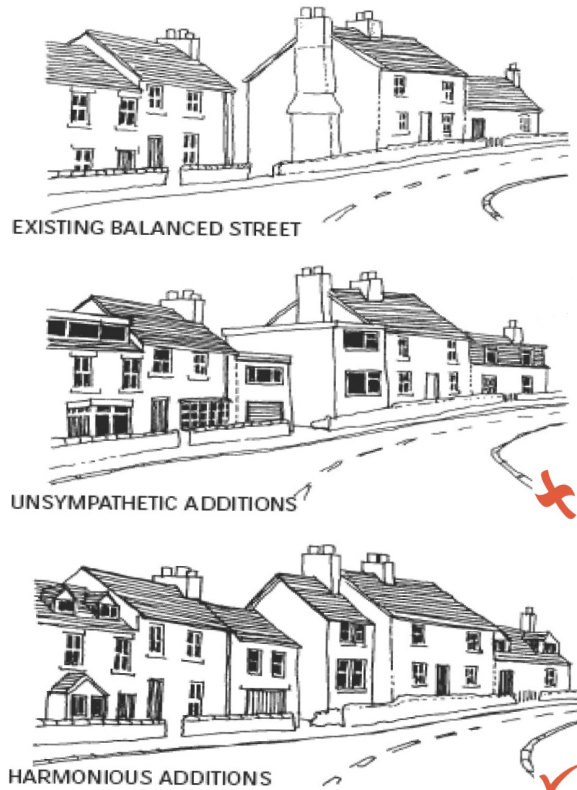 EXISTING BALANCED STREET
UNSYMPATHETIC ADDITIONS
HARMONIOUS ADDITIONS